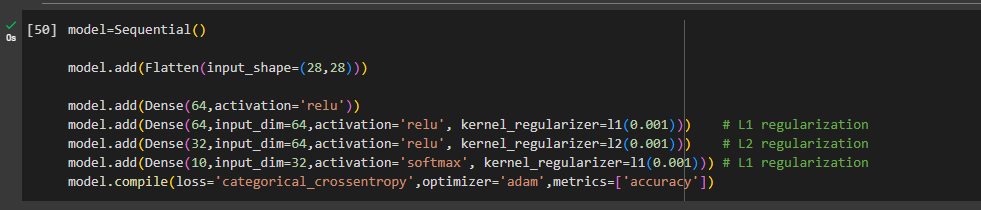 [50] model=Sequential()
0s
model.add(Flatten(input_shape=(28,28)))
model.add(Dense(64,activation='relu'))
model.add(Dense(64,input_dim=64,activation='relu', kernel_regularizer=l1(0.001)))    # L1 regularization
model.add(Dense(32,input_dim=64,activation='relu', kernel_regularizer=l2(0.001)))    # L2 regularization
model.add(Dense(10,input_dim=32,activation='softmax', kernel_regularizer=l1(0.001))) # L1 regularization
model.compile(loss='categorical_crossentropy',optimizer='adam',metrics=['accuracy'])